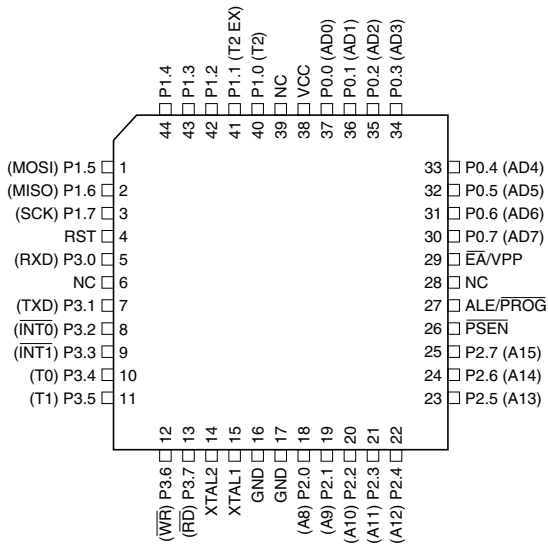 P1.4
P1.3
P1.2
P1.1 (T2 EX)
P1.0 (T2)
NC
VCC
P0.0 (AD0)
P0.1 (AD1)
P0.2 (AD2)
P0.3 (AD3)
44
43
42
41
40
39
38
37
36
35
34
(MOSI) P1.5 1
(MISO) P1.6 2
(SCK) P1.7 3
RST 4
(RXD) P3.0 5
NC 6
(TXD) P3.1 7
(INT0) P3.2 8
(INT1) P3.3 9
(T0) P3.4 10
(T1) P3.5 11
33 P0.4 (AD4)
32 P0.5 (AD5)
31 P0.6 (AD6)
30 P0.7 (AD7)
29 EA/VPP
28 NC
27 ALE/PROG
26 PSEN
25 P2.7 (A15)
24 P2.6 (A14)
23 P2.5 (A13)
12
13
14
15
16
17
18
19
20
21
22
(WR) P3.6
(RD) P3.7
XTAL2
XTAL1
GND
GND
(A8) P2.0
(A9) P2.1
(A10) P2.2
(A11) P2.3
(A12) P2.4